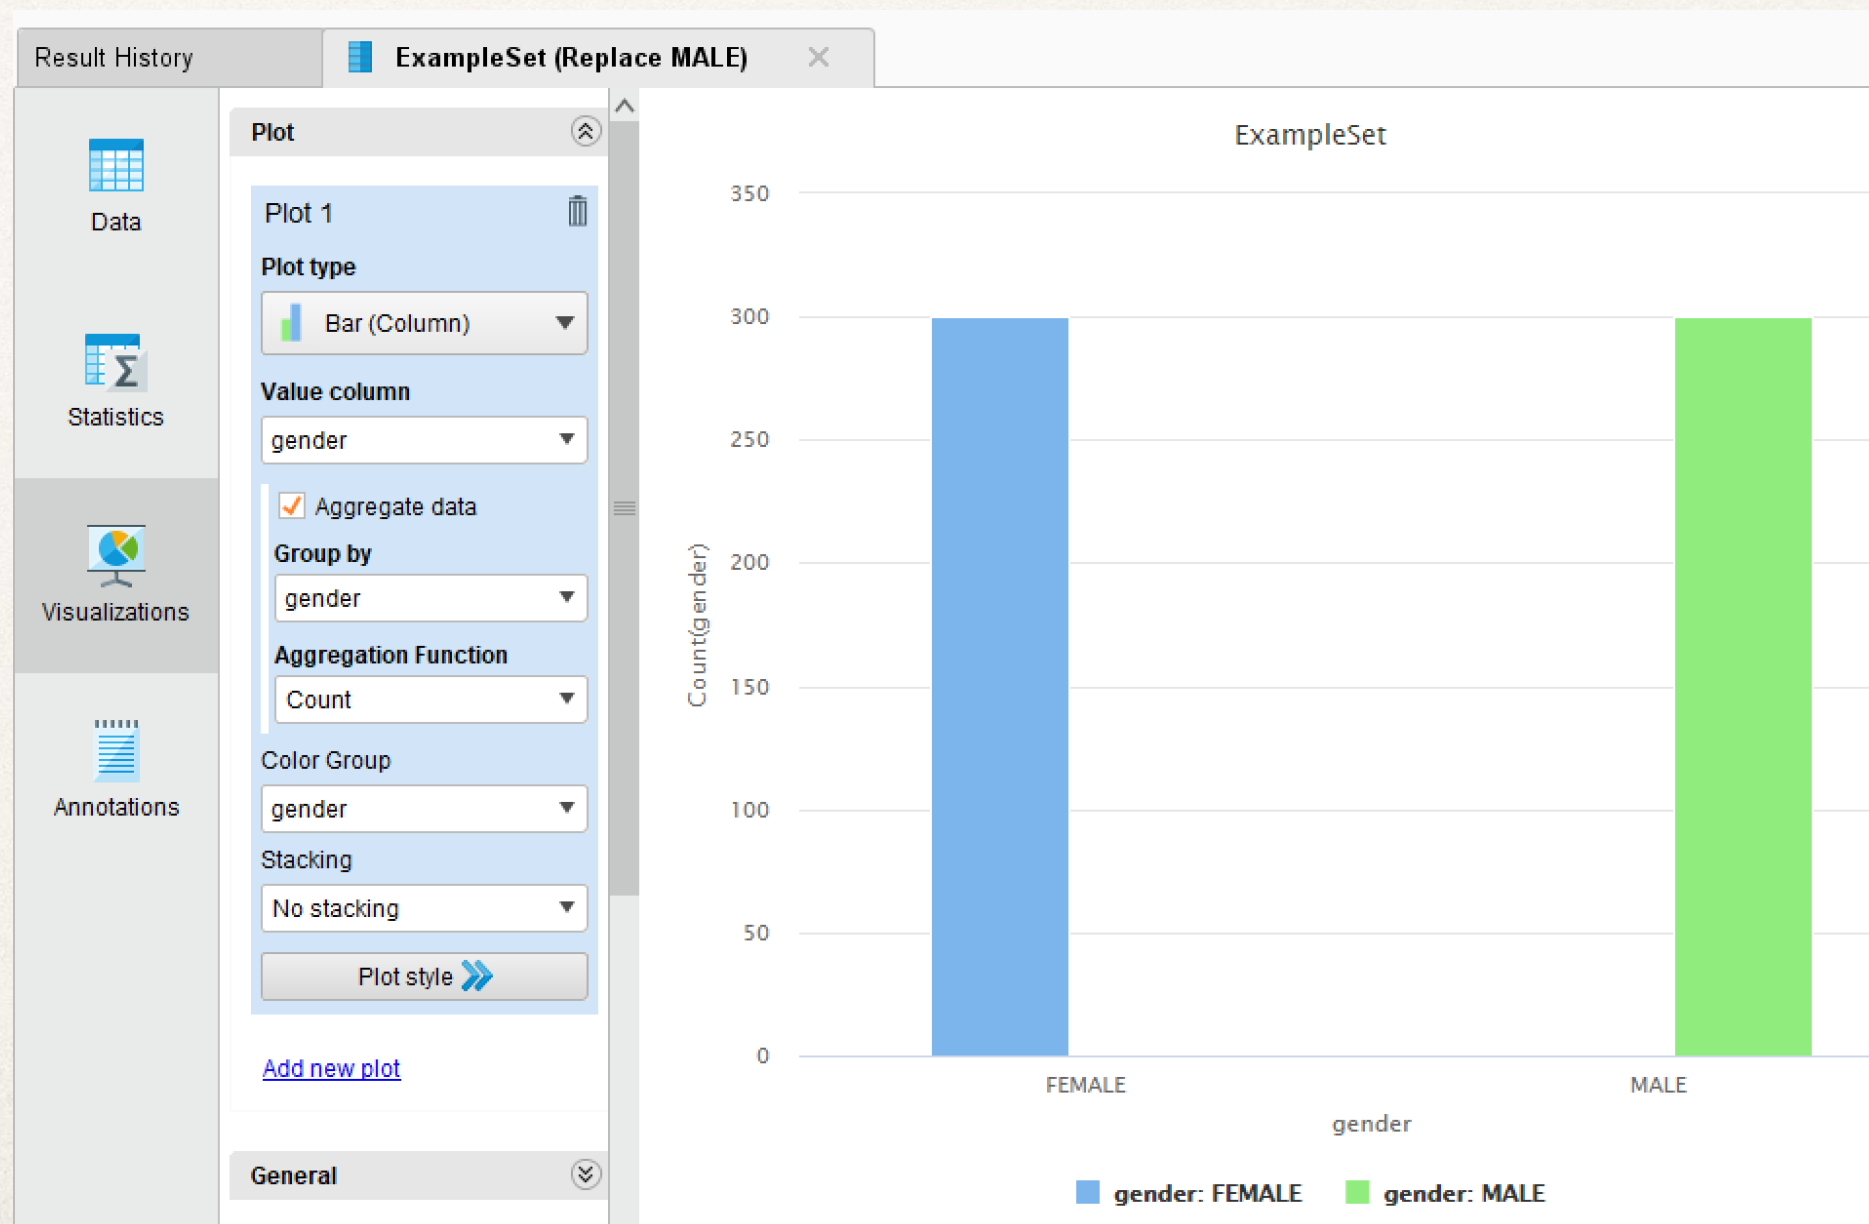 Result History
ExampleSet (Replace MALE)
Data
Statistics
Visualizations
Annotations
Plot
Plot 1
Plot type
Bar (Column)
Value column
gender
Aggregate data
Group by
gender
Aggregation Function
Count
Color Group
gender
Stacking
No stacking
Plot style
Add new plot
General
ExampleSet
350
300
250
200
150
100
50
0
Count(gender)
FEMALE MALE
gender
gender: FEMALE gender: MALE